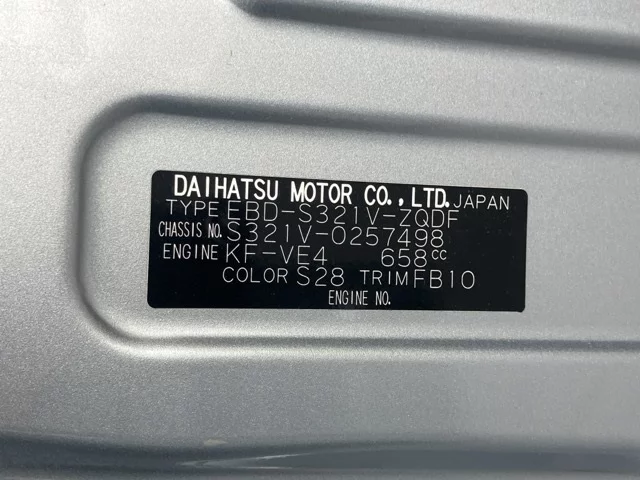 DAIHATSU MOTOR CO.,LTD. JAPAN
TYPE EBD-S321V-ZQDF
CHASSIS NO. S321V-0257498
ENGINE KF-VE4 658cc
COLOR S28 TRIM FB10
ENGINE NO.